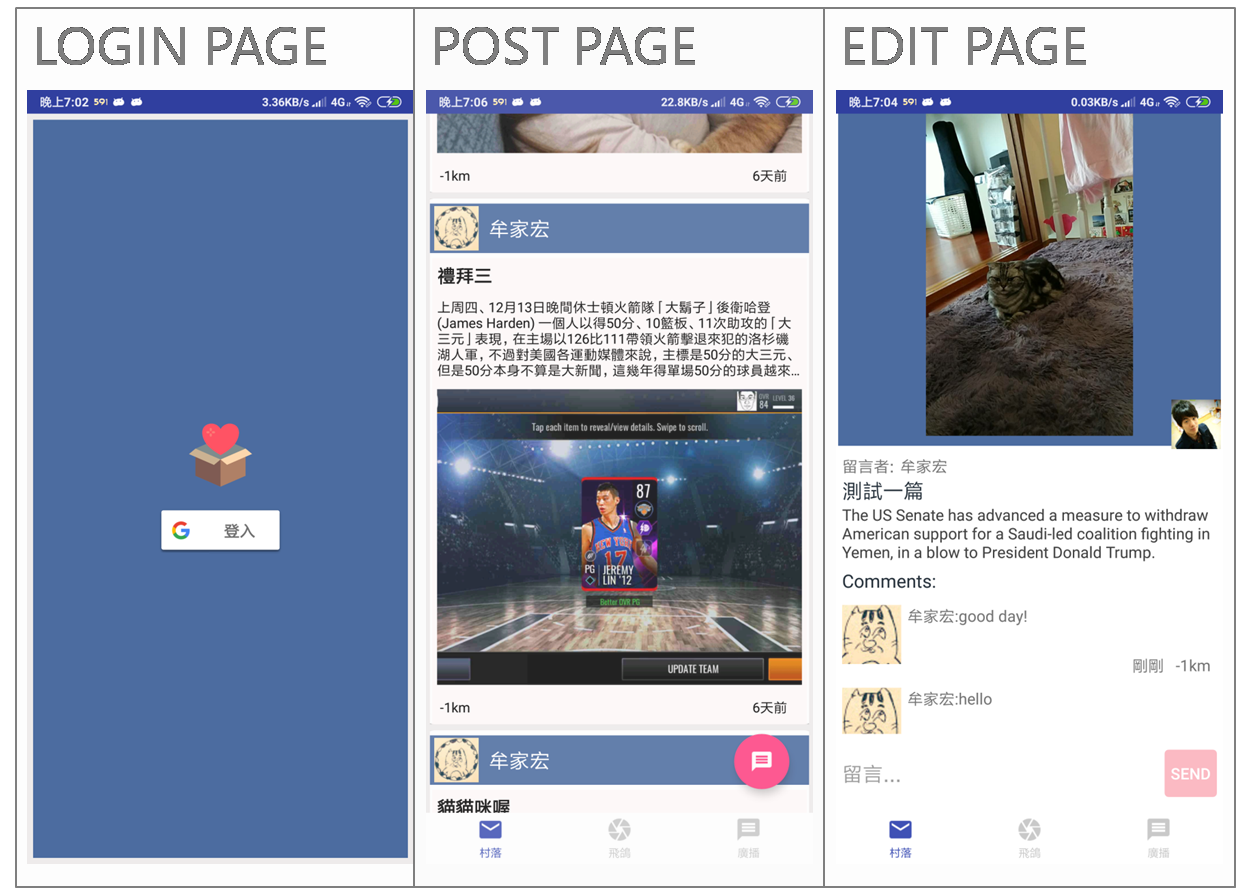 LOGIN PAGE
晚上7:02 591 3.36KB/s 4G
登入
POST PAGE
晚上7:06 591 22.8KB/s 4G
-1km 6天前
牟家宏
禮拜三
上周四、12月13日晚間休士頓火箭隊「大鬍子」後衛哈登
(James Harden) 一個人以得50分、10籃板、11次助攻的「大
三元」表現，在主場以126比111帶領火箭擊退來犯的洛杉磯
湖人軍，不過對美國各運動媒體來說，主標是50分的大三元、
但是50分本身不算是大新聞，這幾年得單場50分的球員越來...
OVR 84 LEVEL 36
Tap each item to reveal/view details. Swipe to scroll.
87
NEW YORK
17
PG JEREMY
LIN '12
Better OVR PG
UPDATE TEAM
-1km 6天前
牟家宏
貓貓咪喔
村落 飛鴿 廣播
EDIT PAGE
晚上7:04 591 0.03KB/s 4G
留言者: 牟家宏
測試一篇
The US Senate has advanced a measure to withdraw
American support for a Saudi-led coalition fighting in
Yemen, in a blow to President Donald Trump.
Comments:
牟家宏:good day!
剛剛 -1km
牟家宏:hello
留言... SEND
村落 飛鴿 廣播